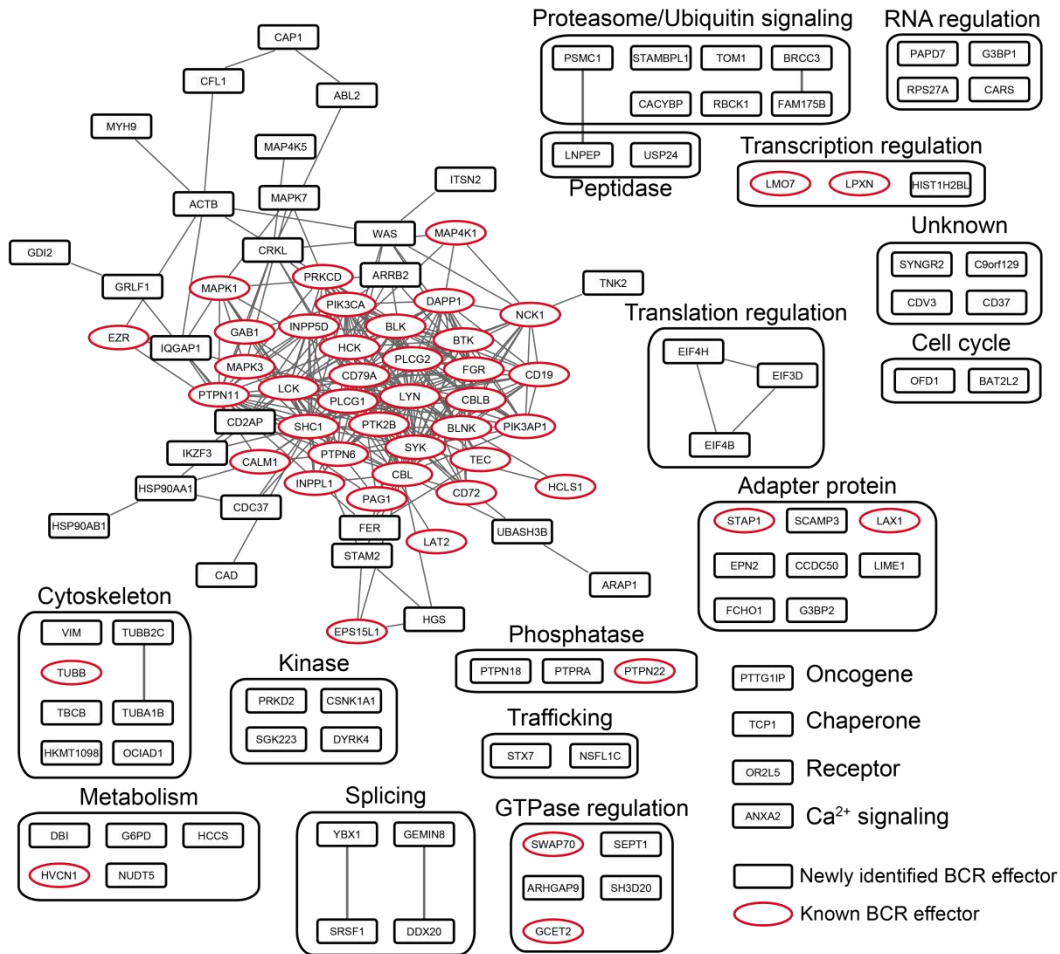 Proteasome/Ubiquitin signaling
PSMC1 STAMBPL1 TOM1 BRCC3
CACYBP RBCK1 FAM175B
LNPEP USP24
Peptidase
RNA regulation
PAPD7 G3BP1
RPS27A CARS
Transcription regulation
LMO7 LPXN HIST1H2BL
Unknown
SYNGR2 C9orf129
CDV3 CD37
Cell cycle
OFD1 BAT2L2
Translation regulation
EIF4H
EIF3D
EIF4B
CAP1
CFL1
ABL2
MYH9
MAP4K5
MAPK7
ITSN2
ACTB
WAS
MAP4K1
CRKL
GDI2
ARRB2
TNK2
GRLF1
MAPK1
PRKCD
PIK3CA
DAPP1
NCK1
EZR
GAB1
INPP5D
BLK
BTK
IQGAP1
HCK
PLCG2
MAPK3
CD79A
FGR
CD19
PTPN11
LCK
PLCG1
LYN
CBLB
CD2AP
SHC1
PTK2B
BLNK
PIK3AP1
IKZF3
CALM1
PTPN6
SYK
TEC
HSP90AA1
INPPL1
CBL
CD72
HCLS1
CDC37
PAG1
HSP90AB1
FER
UBASH3B
LAT2
STAM2
CAD
ARAP1
HGS
EPS15L1
Adapter protein
STAP1 SCAMP3 LAX1
EPN2 CCDC50 LIME1
FCHO1 G3BP2
Cytoskeleton
VIM TUBB2C
TUBB
TBCB TUBA1B
HKMT1098 OCIAD1
Kinase
PRKD2 CSNK1A1
SGK223 DYRK4
Phosphatase
PTPN18 PTPRA PTPN22
Trafficking
STX7 NSFL1C
Metabolism
DBI G6PD HCCS
HVCN1 NUDT5
Splicing
YBX1 GEMIN8
SRSF1 DDX20
GTPase regulation
SWAP70 SEPT1
ARHGAP9 SH3D20
GCET2
PTTG1IP Oncogene
TCP1 Chaperone
OR2L5 Receptor
ANXA2 Ca²⁺ signaling
Newly identified BCR effector
Known BCR effector